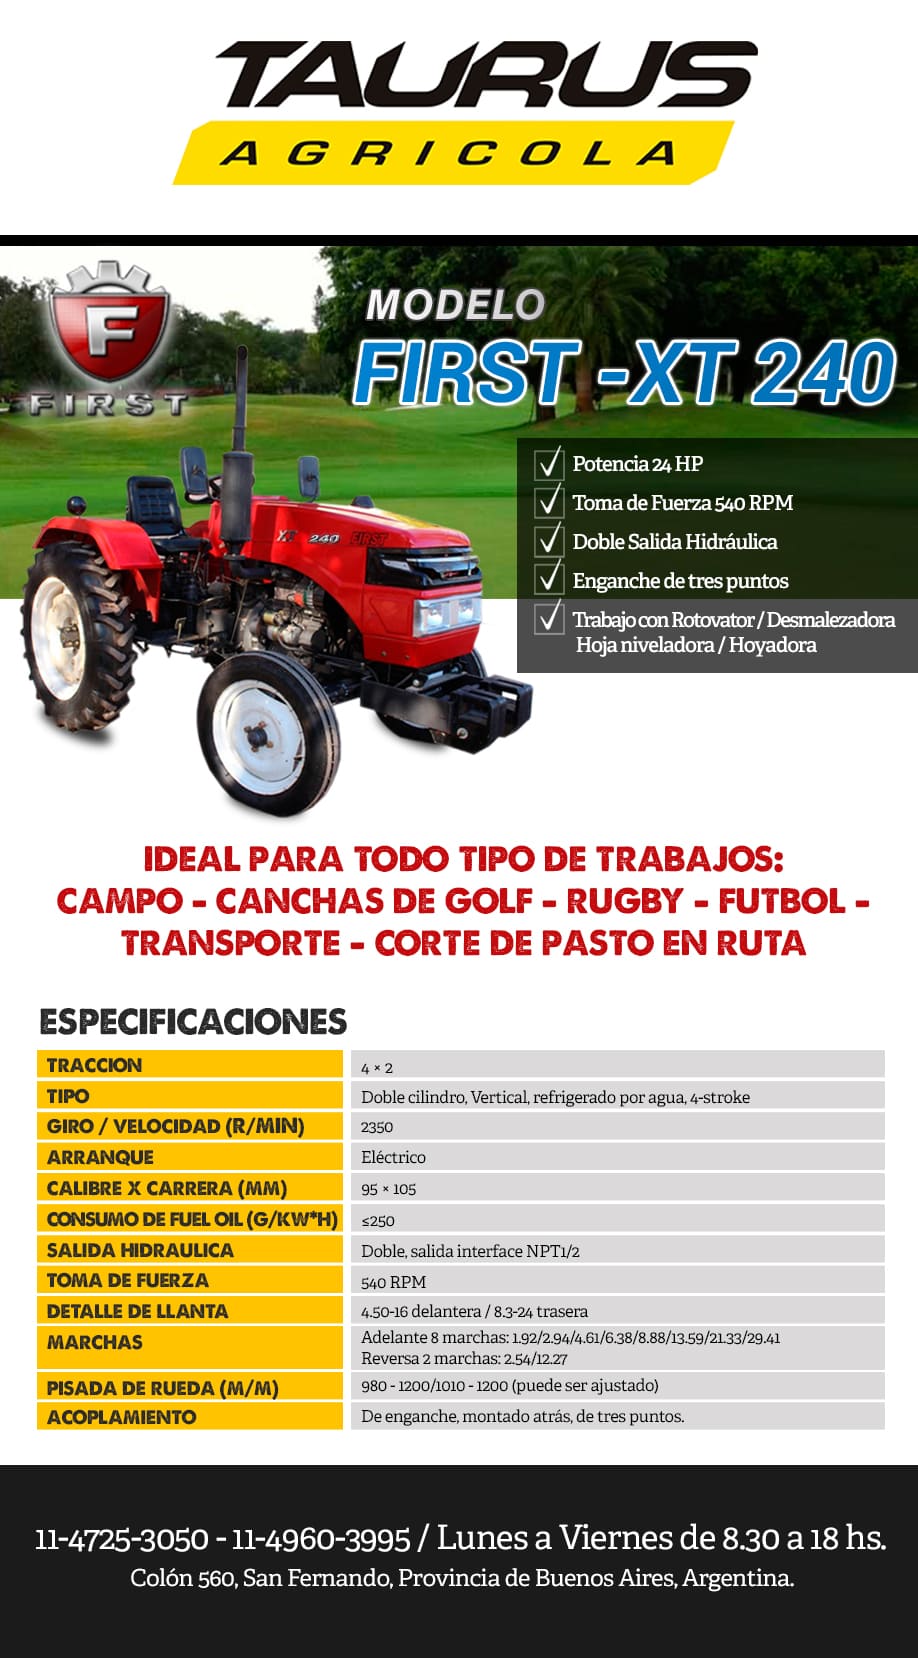 TAURUS
AGRICOLA
F
FIRST
MODELO
FIRST -XT 240
Potencia 24 HP
Toma de Fuerza 540 RPM
Doble Salida Hidráulica
Enganche de tres puntos
Trabajo con Rotovator / Desmalezadora
Hoja niveladora / Hoyadora
XT 240 FIRST
IDEAL PARA TODO TIPO DE TRABAJOS:
CAMPO - CANCHAS DE GOLF - RUGBY - FUTBOL -
TRANSPORTE - CORTE DE PASTO EN RUTA
ESPECIFICACIONES
TRACCION 4 × 2
TIPO Doble cilindro, Vertical, refrigerado por agua, 4-stroke
GIRO / VELOCIDAD (R/MIN) 2350
ARRANQUE Eléctrico
CALIBRE X CARRERA (MM) 95 × 105
CONSUMO DE FUEL OIL (G/KW*H) ≤250
SALIDA HIDRAULICA Doble, salida interface NPT1/2
TOMA DE FUERZA 540 RPM
DETALLE DE LLANTA 4.50-16 delantera / 8.3-24 trasera
MARCHAS Adelante 8 marchas: 1.92/2.94/4.61/6.38/8.88/13.59/21.33/29.41
Reversa 2 marchas: 2.54/12.27
PISADA DE RUEDA (M/M) 980 - 1200/1010 - 1200 (puede ser ajustado)
ACOPLAMIENTO De enganche, montado atrás, de tres puntos.
11-4725-3050 - 11-4960-3995 / Lunes a Viernes de 8.30 a 18 hs.
Colón 560, San Fernando, Provincia de Buenos Aires, Argentina.